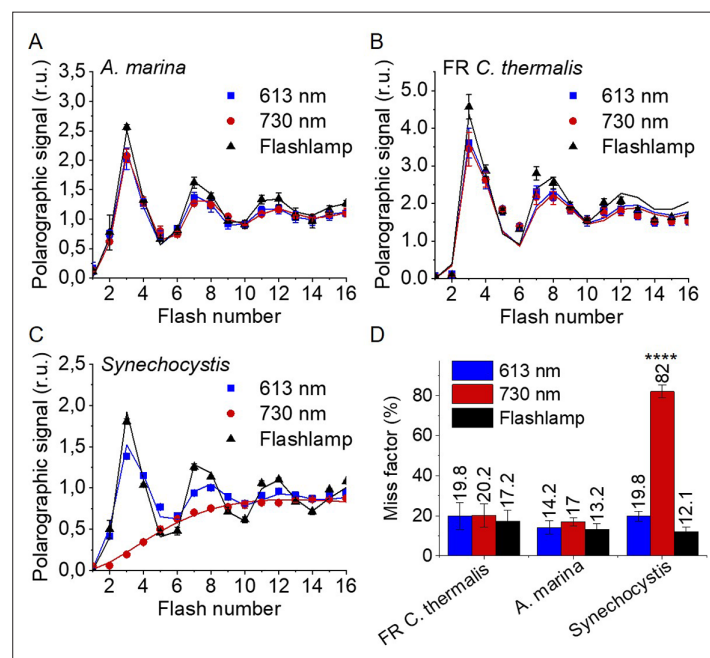 A
A. marina
Polarographic signal (r.u.)
3,5
3,0
2,5
2,0
1,5
1,0
0,5
0,0
613 nm
730 nm
Flashlamp
2 4 6 8 10 12 14 16
Flash number
B
FR C. thermalis
Polarographic signal (r.u.)
5.0
4.0
3.0
2.0
1.0
0.0
613 nm
730 nm
Flashlamp
2 4 6 8 10 12 14 16
Flash number
C
Synechocystis
Polarographic signal (r.u.)
2,5
2,0
1,5
1,0
0,5
0,0
613 nm
730 nm
Flashlamp
2 4 6 8 10 12 14 16
Flash number
D
Miss factor (%)
80
60
40
20
0
613 nm
730 nm
Flashlamp
****
19.8 20.2 17.2 14.2 17 13.2 19.8 82 12.1
FR C. thermalis
A. marina
Synechocystis